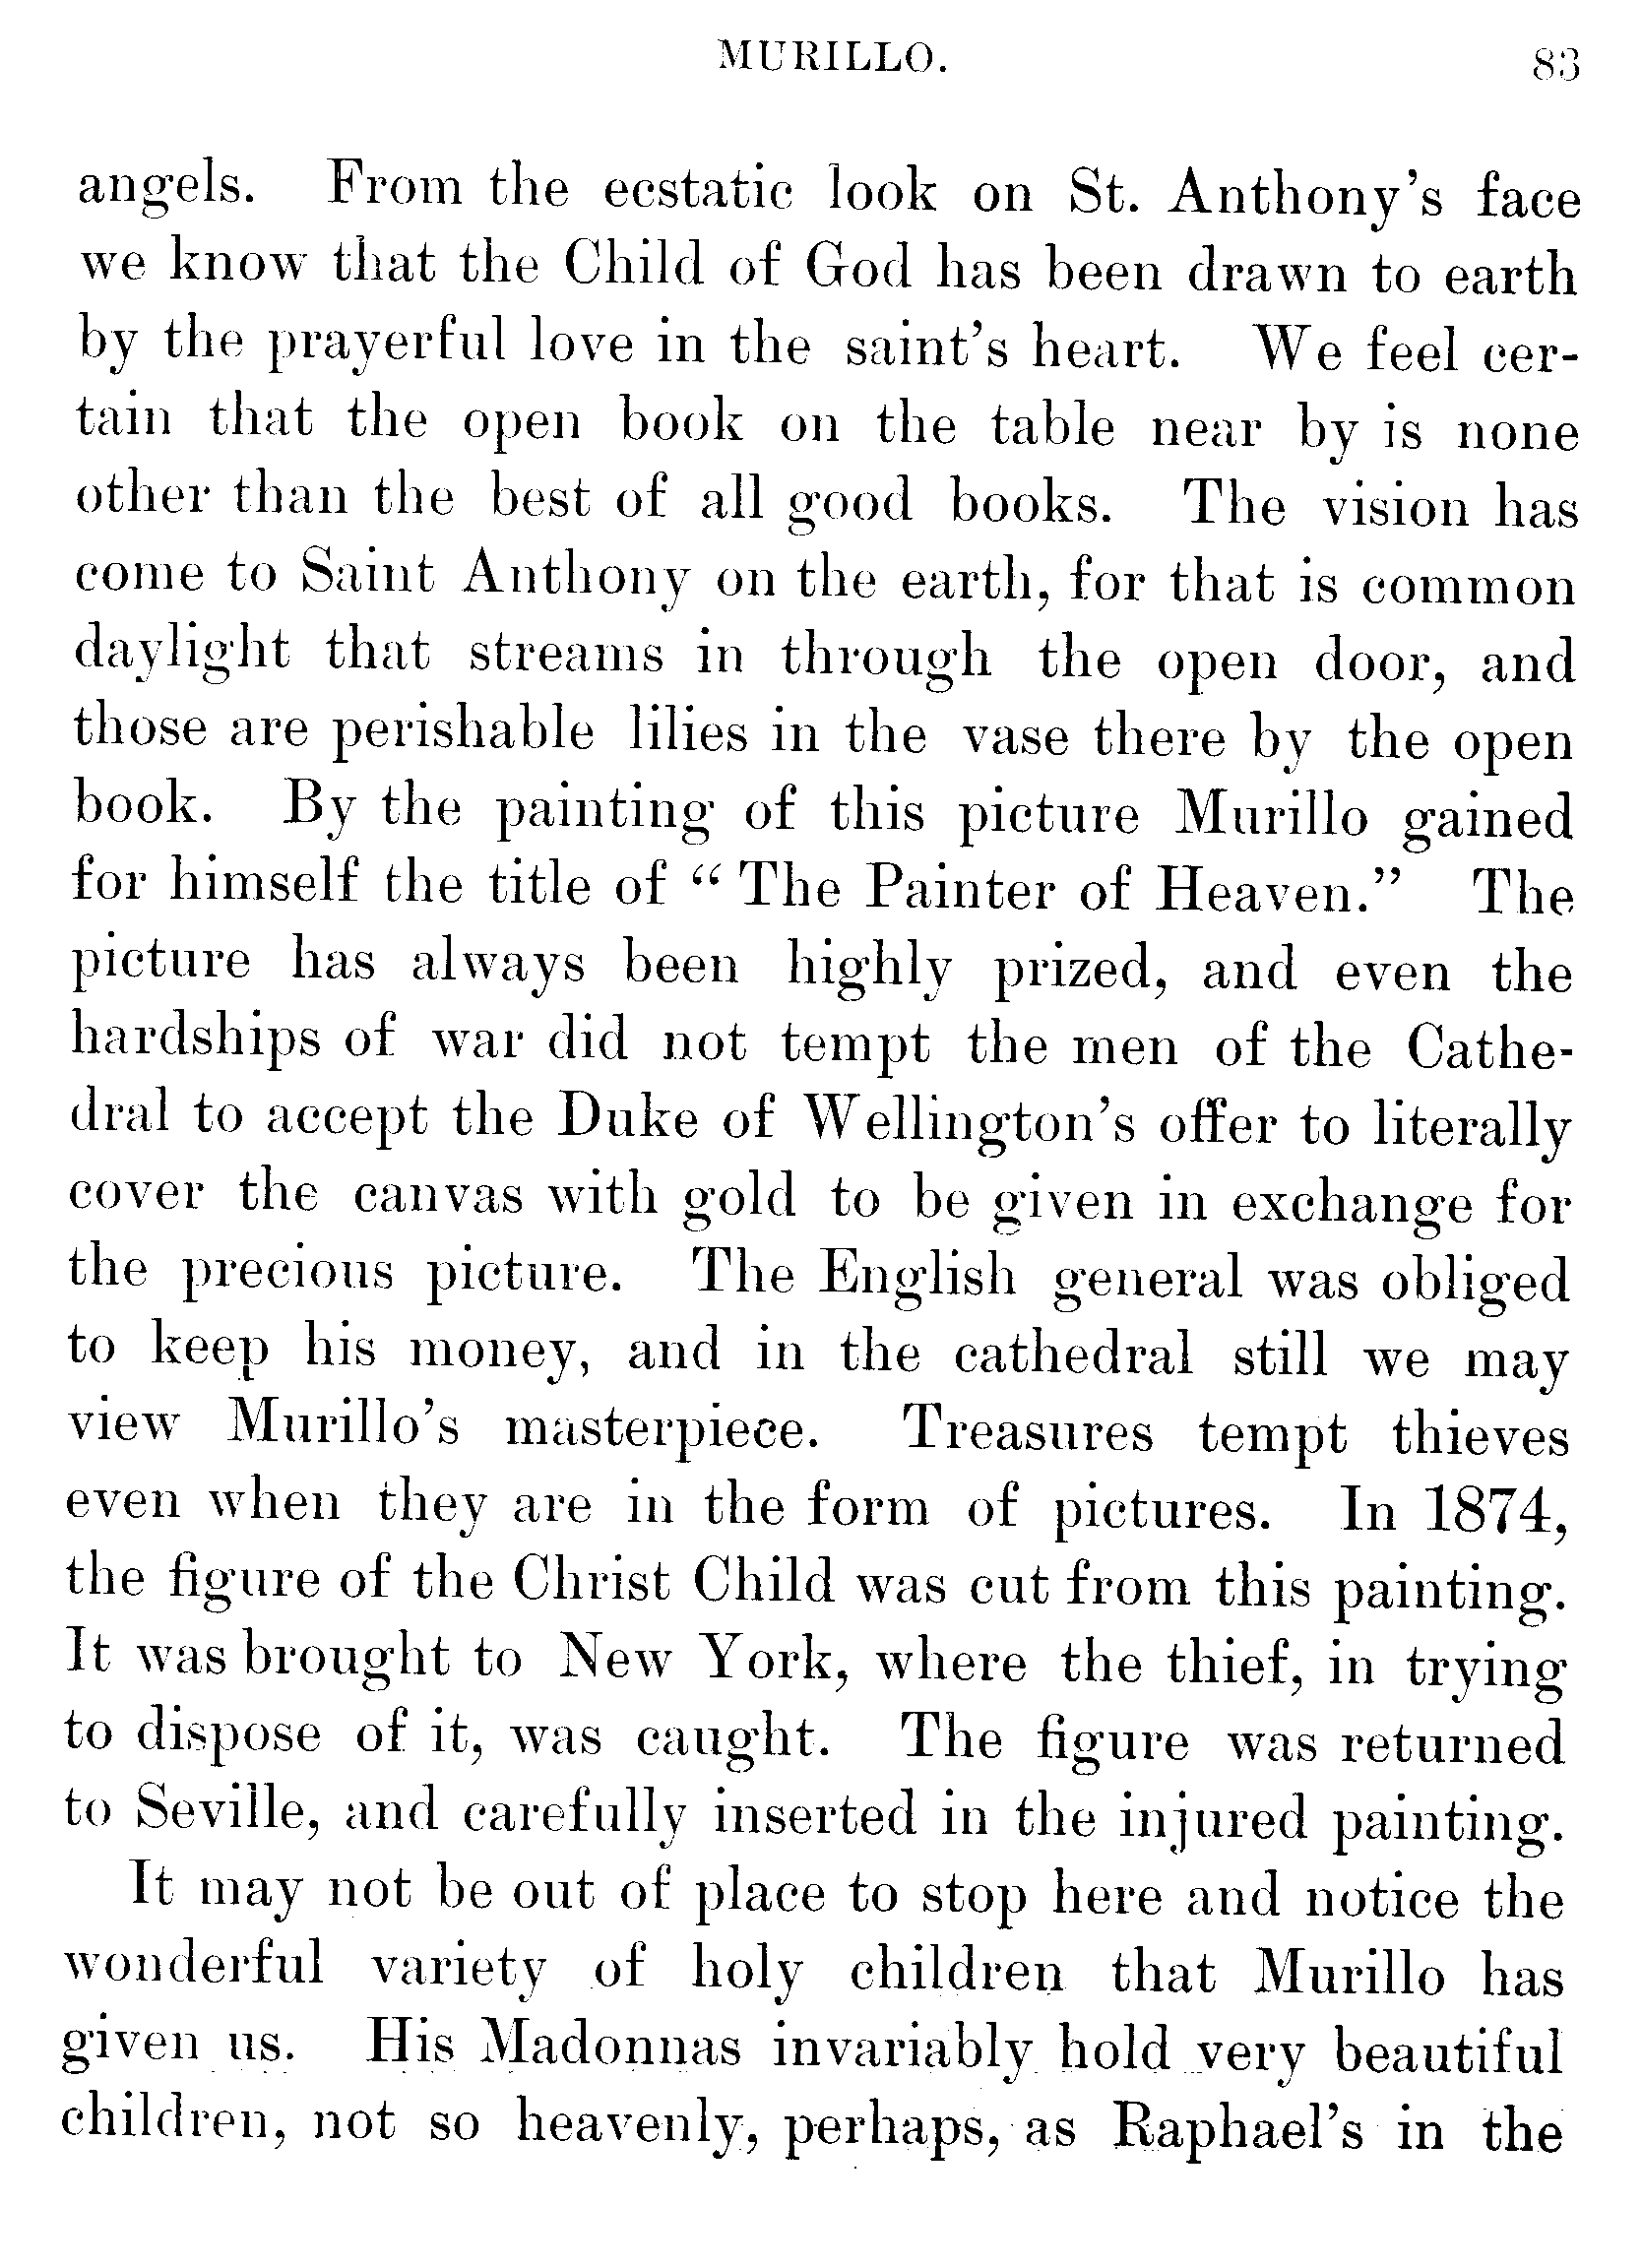 MURILLO.
83
angels. From the ecstatic look on St. Anthony's face
we know that the Child of God has been drawn to earth
by the prayerful love in the saint's heart. We feel cer-
tain that the open book on the table near by is none
other than the best of all good books. The vision has
come to Saint Anthony on the earth, for that is common
daylight that streams in through the open door, and
those are perishable lilies in the vase there by the open
book. By the painting of this picture Murillo gained
for himself the title of “ The Painter of Heaven.” The
picture has always been highly prized, and even the
hardships of war did not tempt the men of the Cathe-
dral to accept the Duke of Wellington's offer to literally
cover the canvas with gold to be given in exchange for
the precious picture. The English general was obliged
to keep his money, and in the cathedral still we may
view Murillo's masterpiece. Treasures tempt thieves
even when they are in the form of pictures. In 1874,
the figure of the Christ Child was cut from this painting.
It was brought to New York, where the thief, in trying
to dispose of it, was caught. The figure was returned
to Seville, and carefully inserted in the injured painting.
It may not be out of place to stop here and notice the
wonderful variety of holy children that Murillo has
given us. His Madonnas invariably hold very beautiful
children, not so heavenly, perhaps, as Raphael's in the